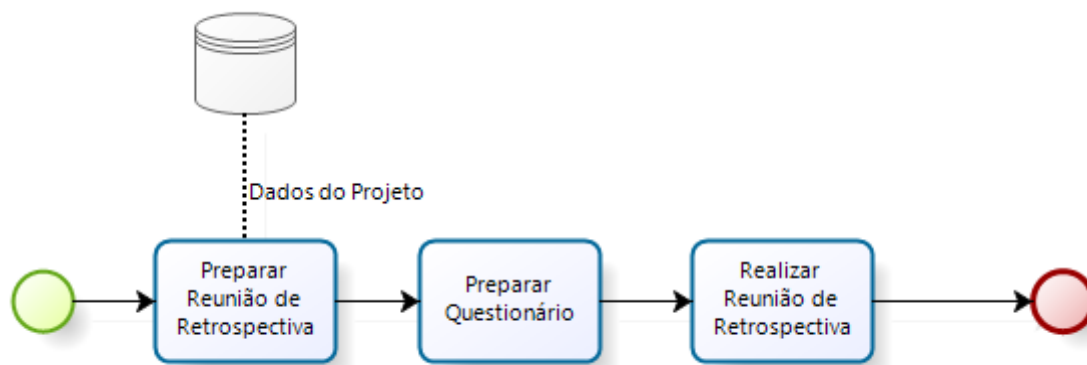 Dados do Projeto
Preparar
Reunião de
Retrospectiva
Preparar
Questionário
Realizar
Reunião de
Retrospectiva